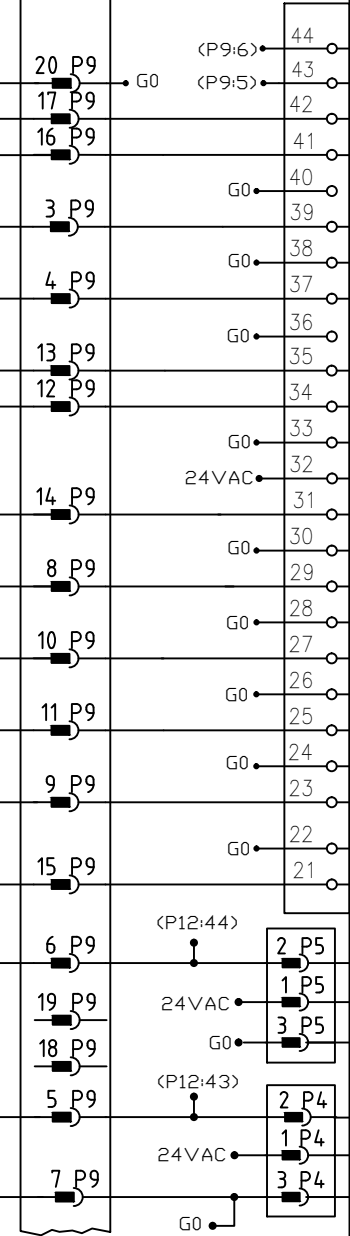 (P9:6) 44
20 P9 G0 (P9:5) 43
17 P9 42
16 P9 41
G0 40
3 P9 39
G0 38
4 P9 37
G0 36
13 P9 35
12 P9 34
G0 33
24VAC 32
14 P9 31
G0 30
8 P9 29
G0 28
10 P9 27
G0 26
11 P9 25
G0 24
9 P9 23
G0 22
15 P9 21
(P12:44)
6 P9 2 P5
24VAC 1 P5
19 P9
G0 3 P5
18 P9
(P12:43)
5 P9 2 P4
24VAC 1 P4
7 P9 3 P4
G0